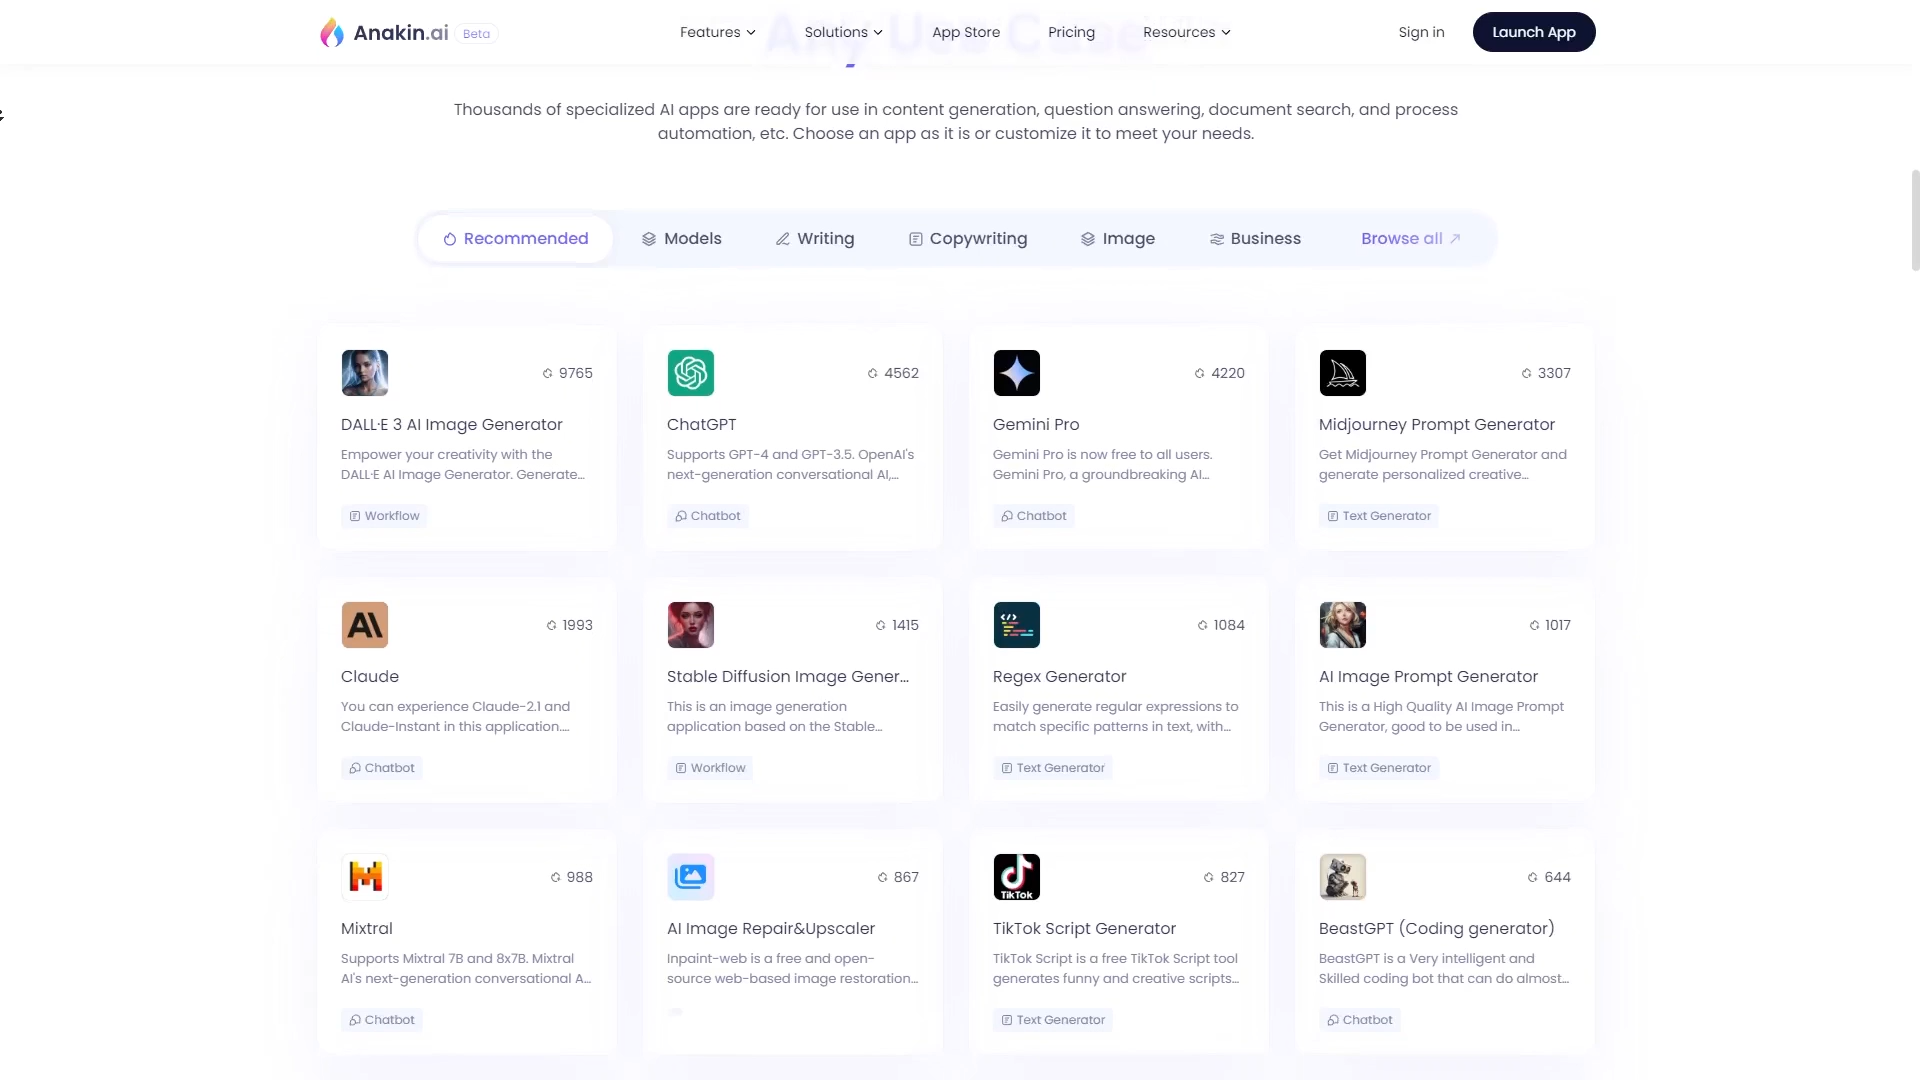 Anakin.ai Beta
Features
Solutions
App Store
Pricing
Resources
Sign in
Launch App
Any Use Case
Thousands of specialized AI apps are ready for use in content generation, question answering, document search, and process
automation, etc. Choose an app as it is or customize it to meet your needs.
Recommended
Models
Writing
Copywriting
Image
Business
Browse all
9765
DALL·E 3 AI Image Generator
Empower your creativity with the
DALL·E AI Image Generator. Generate...
Workflow
4562
ChatGPT
Supports GPT-4 and GPT-3.5. OpenAI's
next-generation conversational AI,...
Chatbot
4220
Gemini Pro
Gemini Pro is now free to all users.
Gemini Pro, a groundbreaking AI...
Chatbot
3307
Midjourney Prompt Generator
Get Midjourney Prompt Generator and
generate personalized creative...
Text Generator
AI
1993
Claude
You can experience Claude-2.1 and
Claude-Instant in this application....
Chatbot
1415
Stable Diffusion Image Gener...
This is an image generation
application based on the Stable...
Workflow
1084
Regex Generator
Easily generate regular expressions to
match specific patterns in text, with...
Text Generator
1017
AI Image Prompt Generator
This is a High Quality AI Image Prompt
Generator, good to be used in...
Text Generator
988
Mixtral
Supports Mixtral 7B and 8x7B. Mixtral
AI's next-generation conversational A...
Chatbot
867
AI Image Repair&Upscaler
Inpaint-web is a free and open-
source web-based image restoration...
TikTok
827
TikTok Script Generator
TikTok Script is a free TikTok Script tool
generates funny and creative scripts...
Text Generator
644
BeastGPT (Coding generator)
BeastGPT is a Very intelligent and
Skilled coding bot that can do almost...
Chatbot